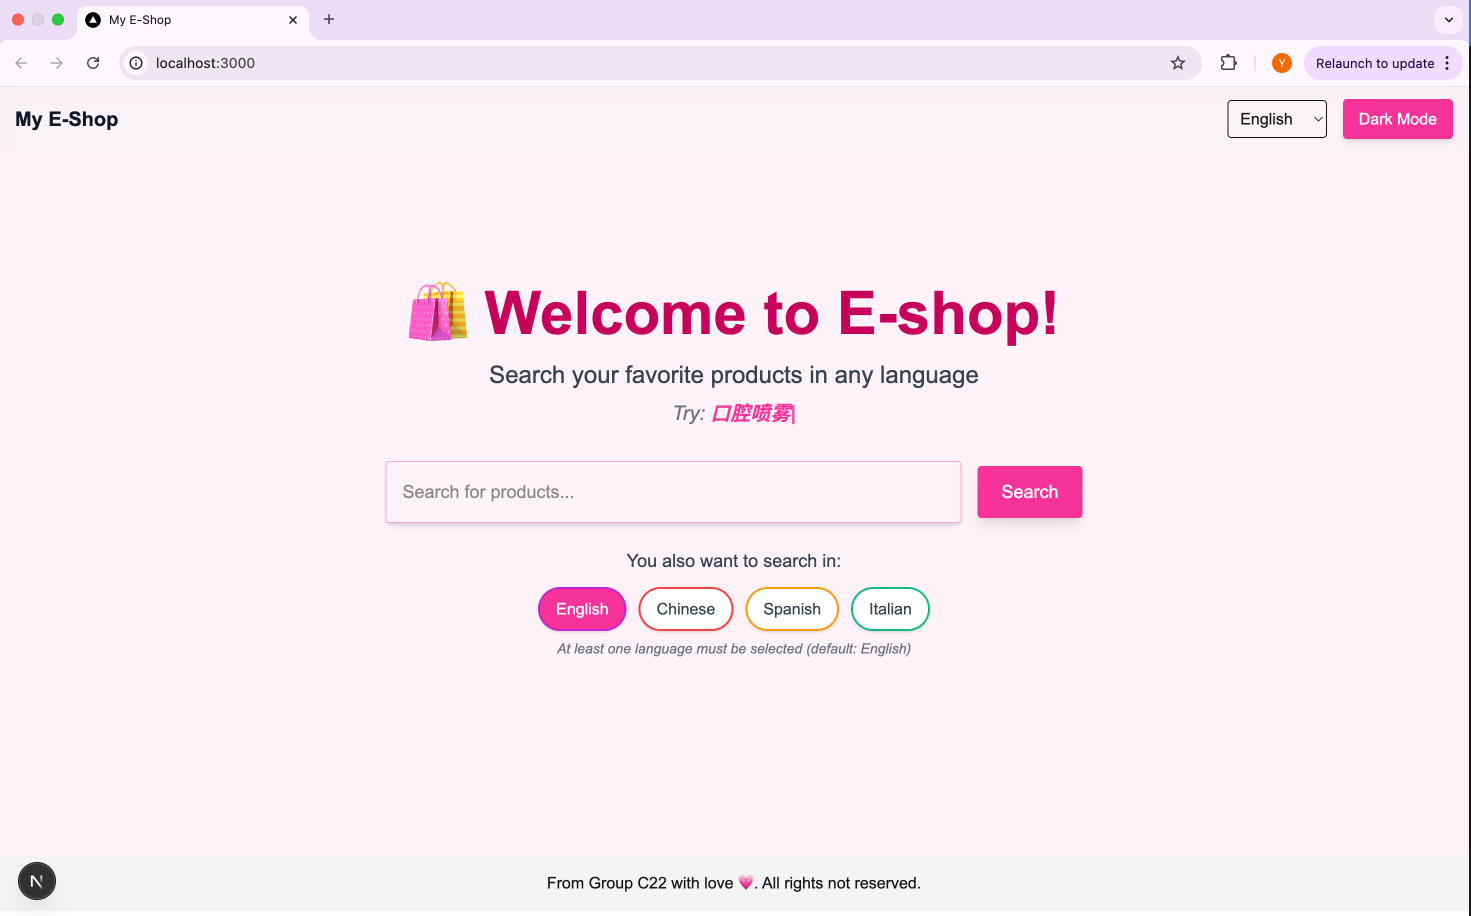 My E-Shop
localhost:3000
Relaunch to update
Y
My E-Shop
English
Dark Mode
Welcome to E-shop!
Search your favorite products in any language
Try: 口腔喷雾|
Search for products...
Search
You also want to search in:
English
Chinese
Spanish
Italian
At least one language must be selected (default: English)
N
From Group C22 with love 💗. All rights not reserved.